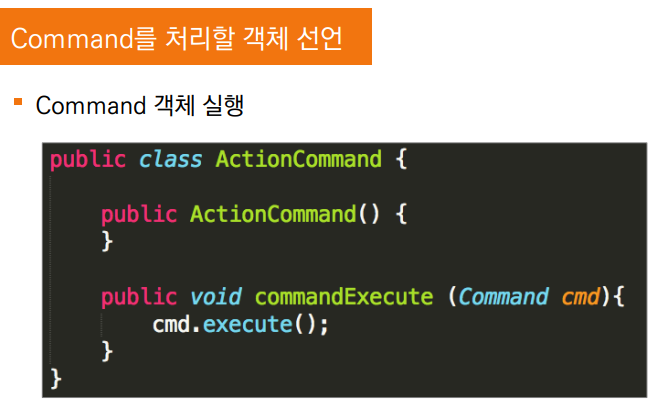 Command를 처리할 객체 선언
Command 객체 실행
public class ActionCommand {
public ActionCommand() {
}
public void commandExecute (Command cmd){
cmd.execute();
}
}